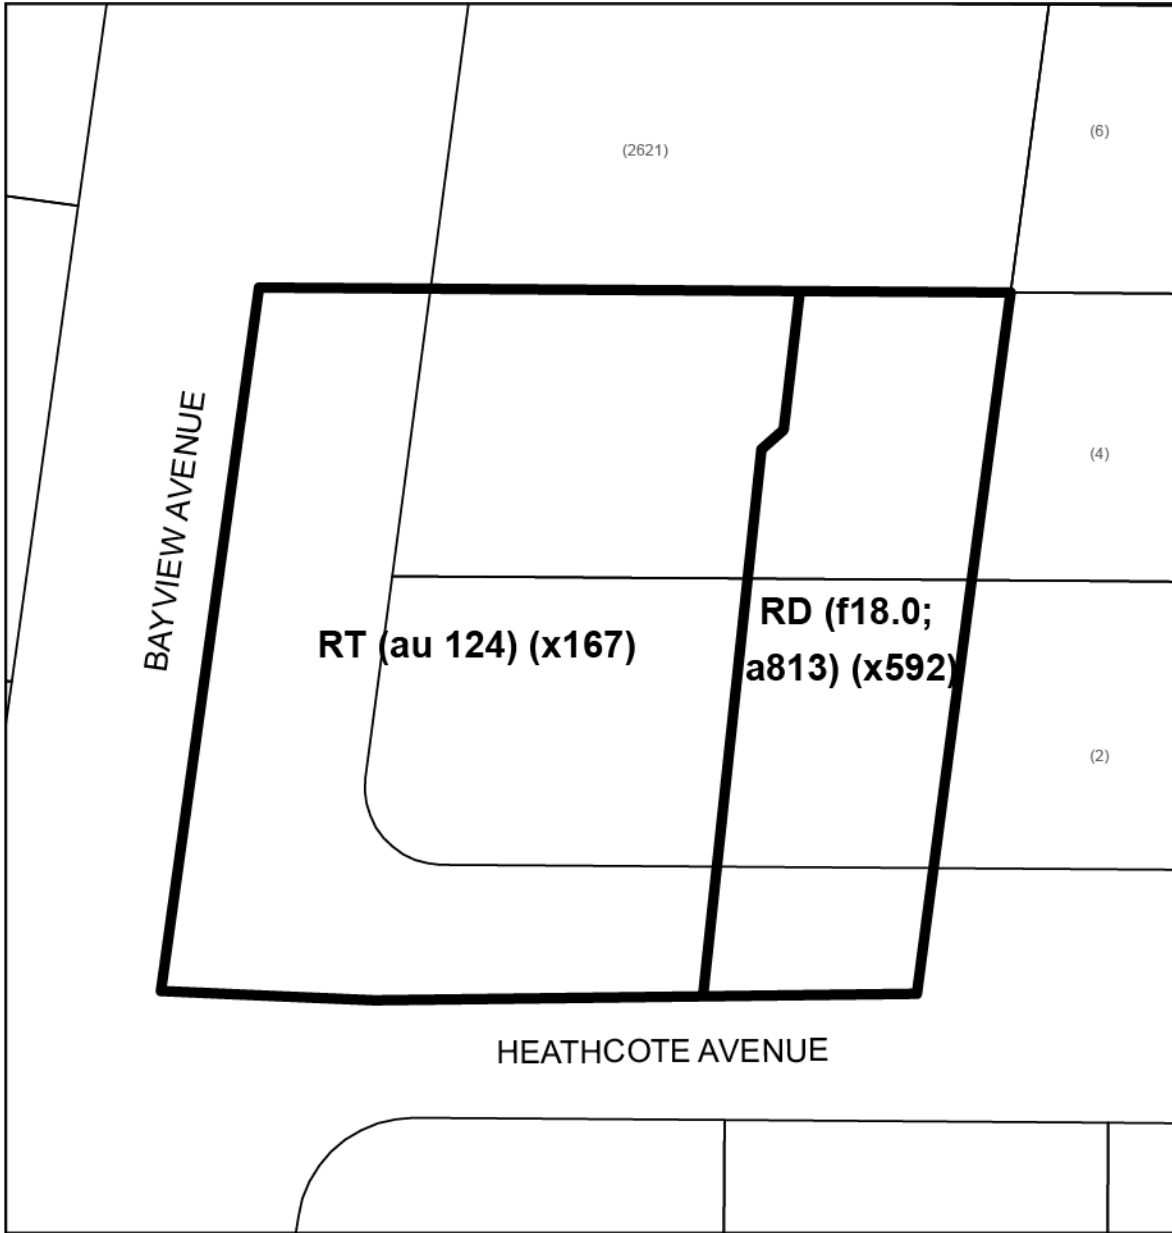 (6)
(2621)
(4)
BAYVIEW AVENUE
RD (f18.0;
RT (au 124) (x167)
a813) (x592)
(2)
HEATHCOTE AVENUE